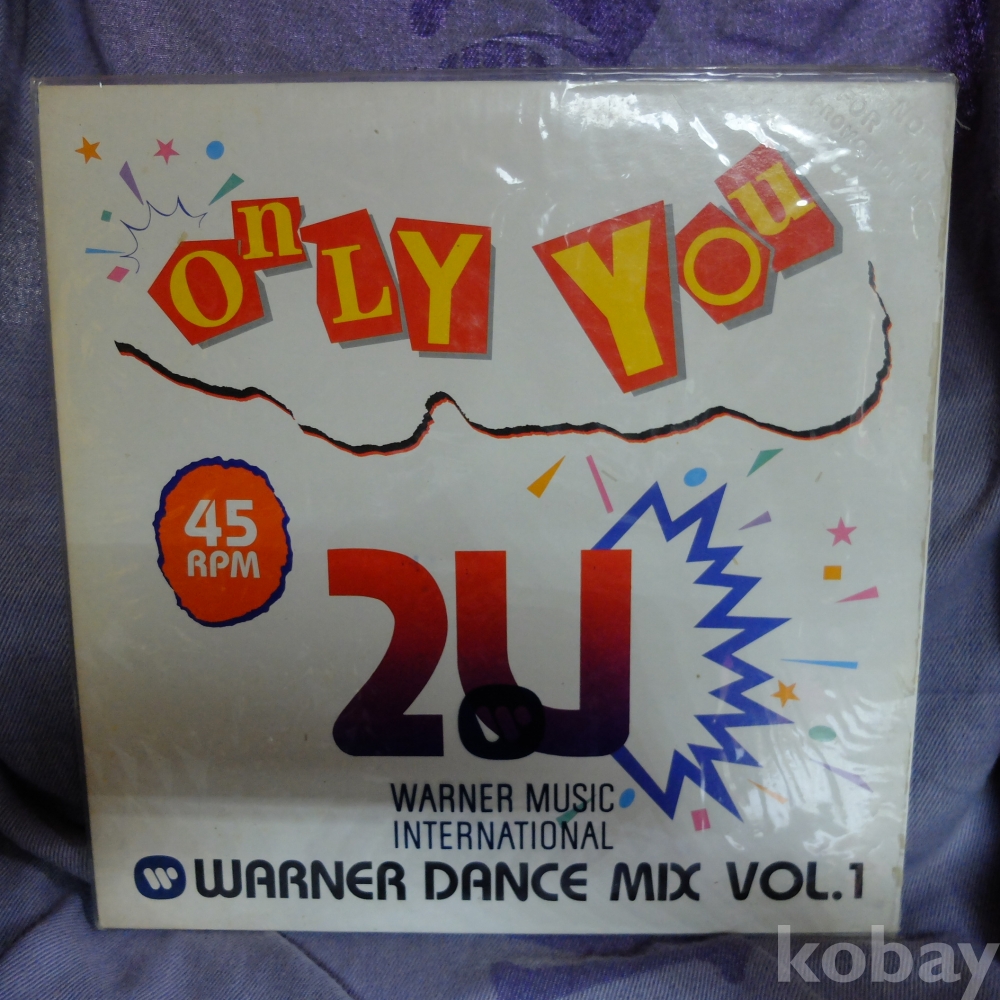 OnLY You
45
RPM
2U
WARNER MUSIC
INTERNATIONAL
WARNER DANCE MIX VOL.1
kobay